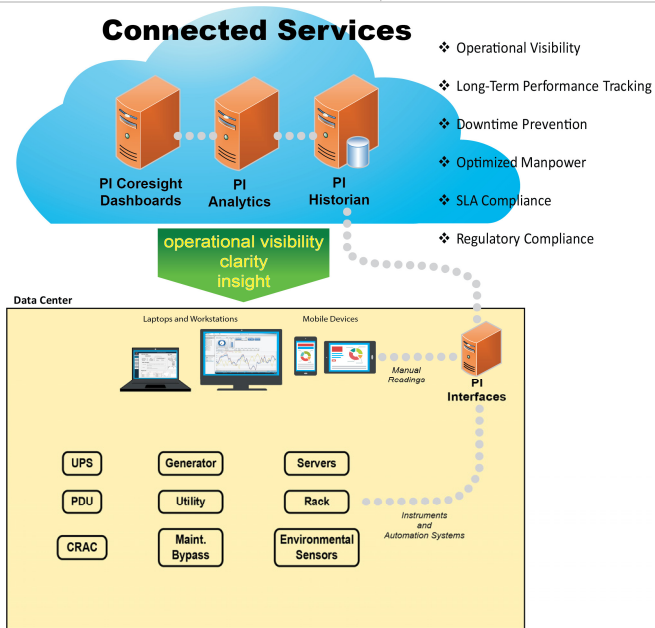 Connected Services
❖ Operational Visibility
❖ Long-Term Performance Tracking
❖ Downtime Prevention
❖ Optimized Manpower
❖ SLA Compliance
❖ Regulatory Compliance
PI Coresight
Dashboards
PI
Analytics
PI
Historian
operational visibility
clarity
insight
Data Center
Laptops and Workstations
Mobile Devices
Manual
Readings
PI
Interfaces
UPS
Generator
Servers
PDU
Utility
Rack
CRAC
Maint.
Bypass
Environmental
Sensors
Instruments
and
Automation Systems